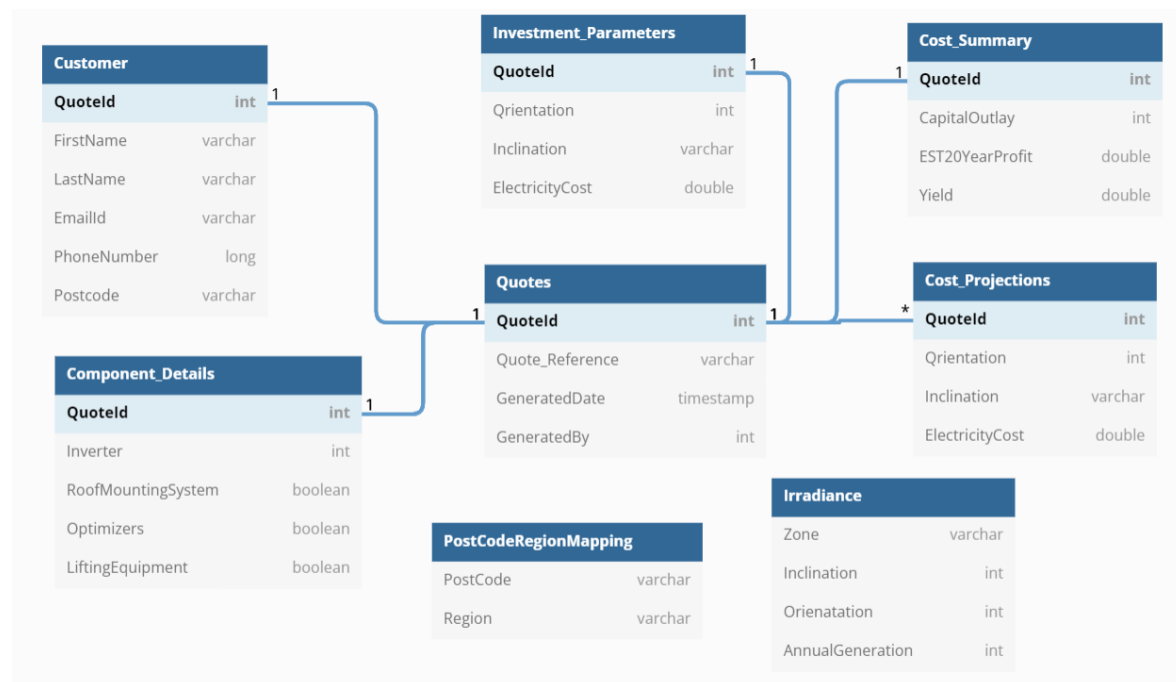 Customer
QuoteId int
FirstName varchar
LastName varchar
EmailId varchar
PhoneNumber long
Postcode varchar
1
Investment_Parameters
QuoteId int
Qrientation int
Inclination varchar
ElectricityCost double
1
Cost_Summary
1
QuoteId int
CapitalOutlay int
EST20YearProfit double
Yield double
Component_Details
QuoteId int
Inverter int
RoofMountingSystem boolean
Optimizers boolean
LiftingEquipment boolean
1
Quotes
1
QuoteId int
Quote_Reference varchar
GeneratedDate timestamp
GeneratedBy int
1
Cost_Projections
*
QuoteId int
Qrientation int
Inclination varchar
ElectricityCost double
PostCodeRegionMapping
PostCode varchar
Region varchar
Irradiance
Zone varchar
Inclination int
Orienatation int
AnnualGeneration int